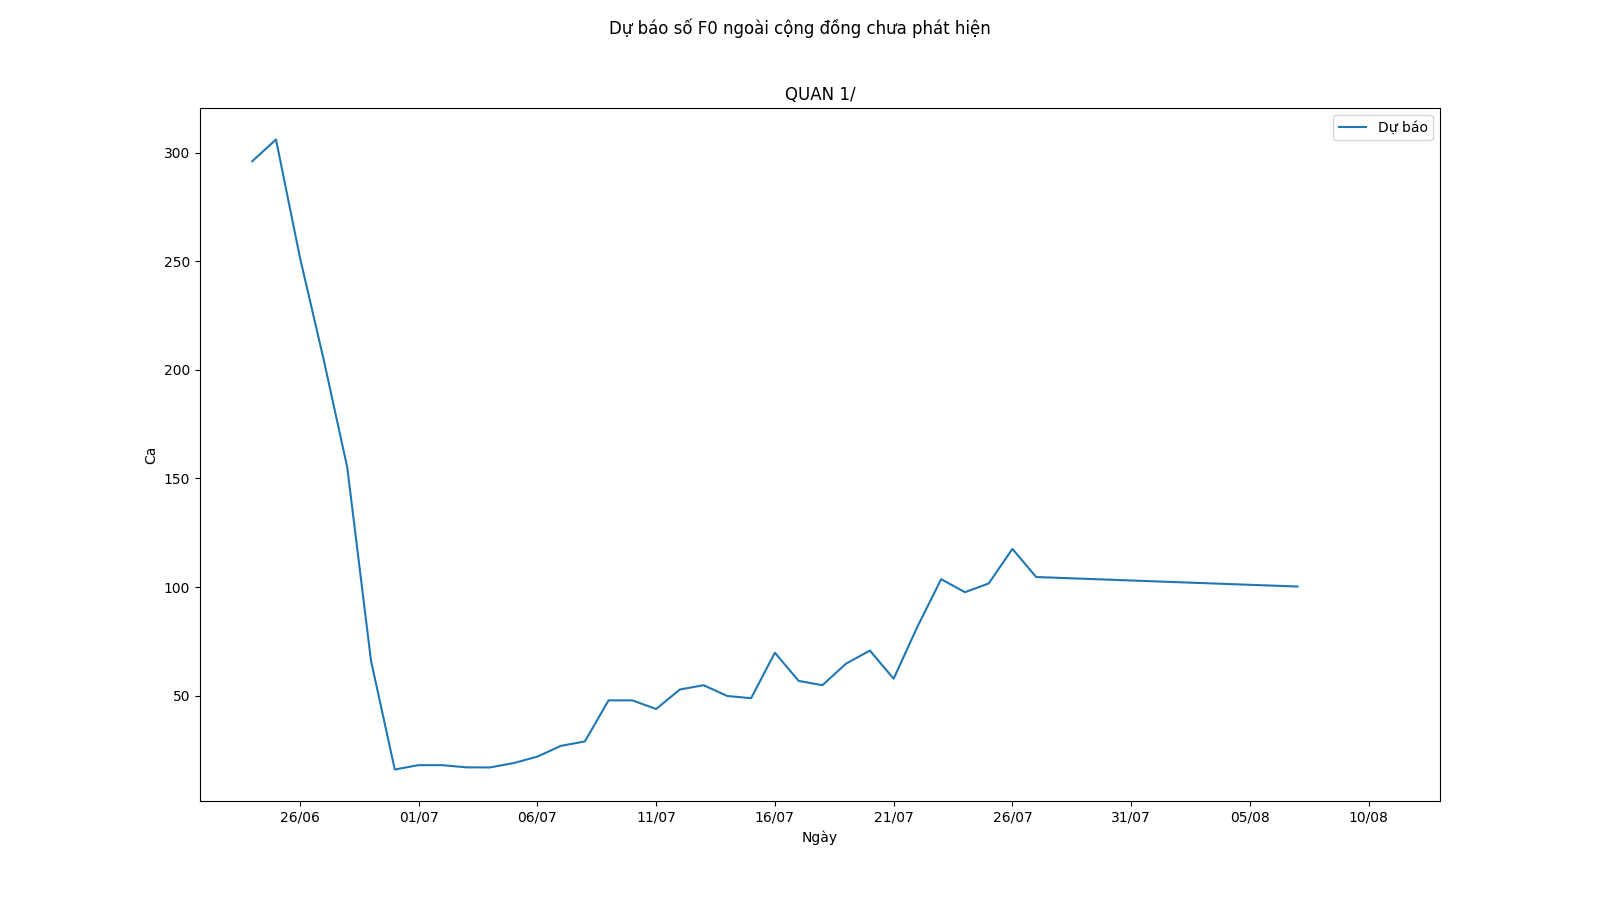 Dự báo số F0 ngoài cộng đồng chưa phát hiện
QUAN 1/
Dự báo
300
250
200
150
100
50
Ca
26/06 01/07 06/07 11/07 16/07 21/07 26/07 31/07 05/08 10/08
Ngày